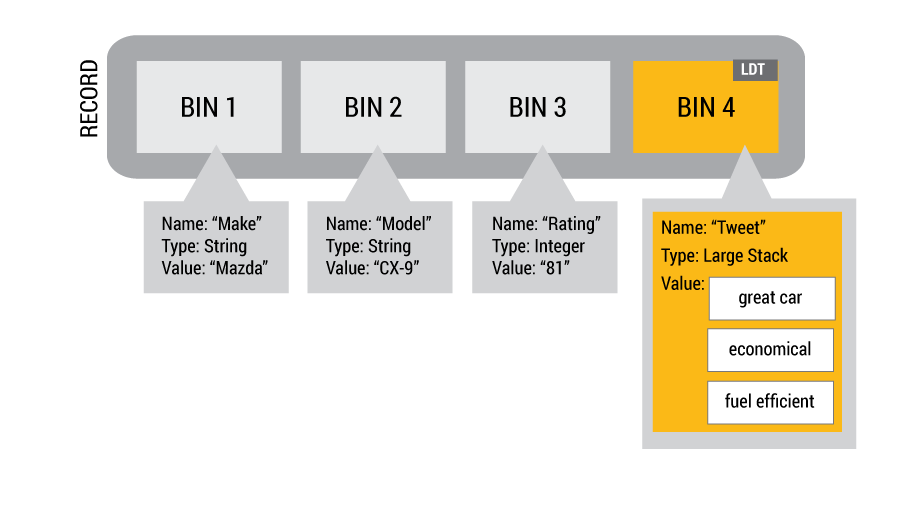 RECORD
BIN 1
BIN 2
BIN 3
LDT
BIN 4
Name: “Make”
Type: String
Value: “Mazda”
Name: “Model”
Type: String
Value: “CX-9”
Name: “Rating”
Type: Integer
Value: “81”
Name: “Tweet”
Type: Large Stack
Value:
great car
economical
fuel efficient